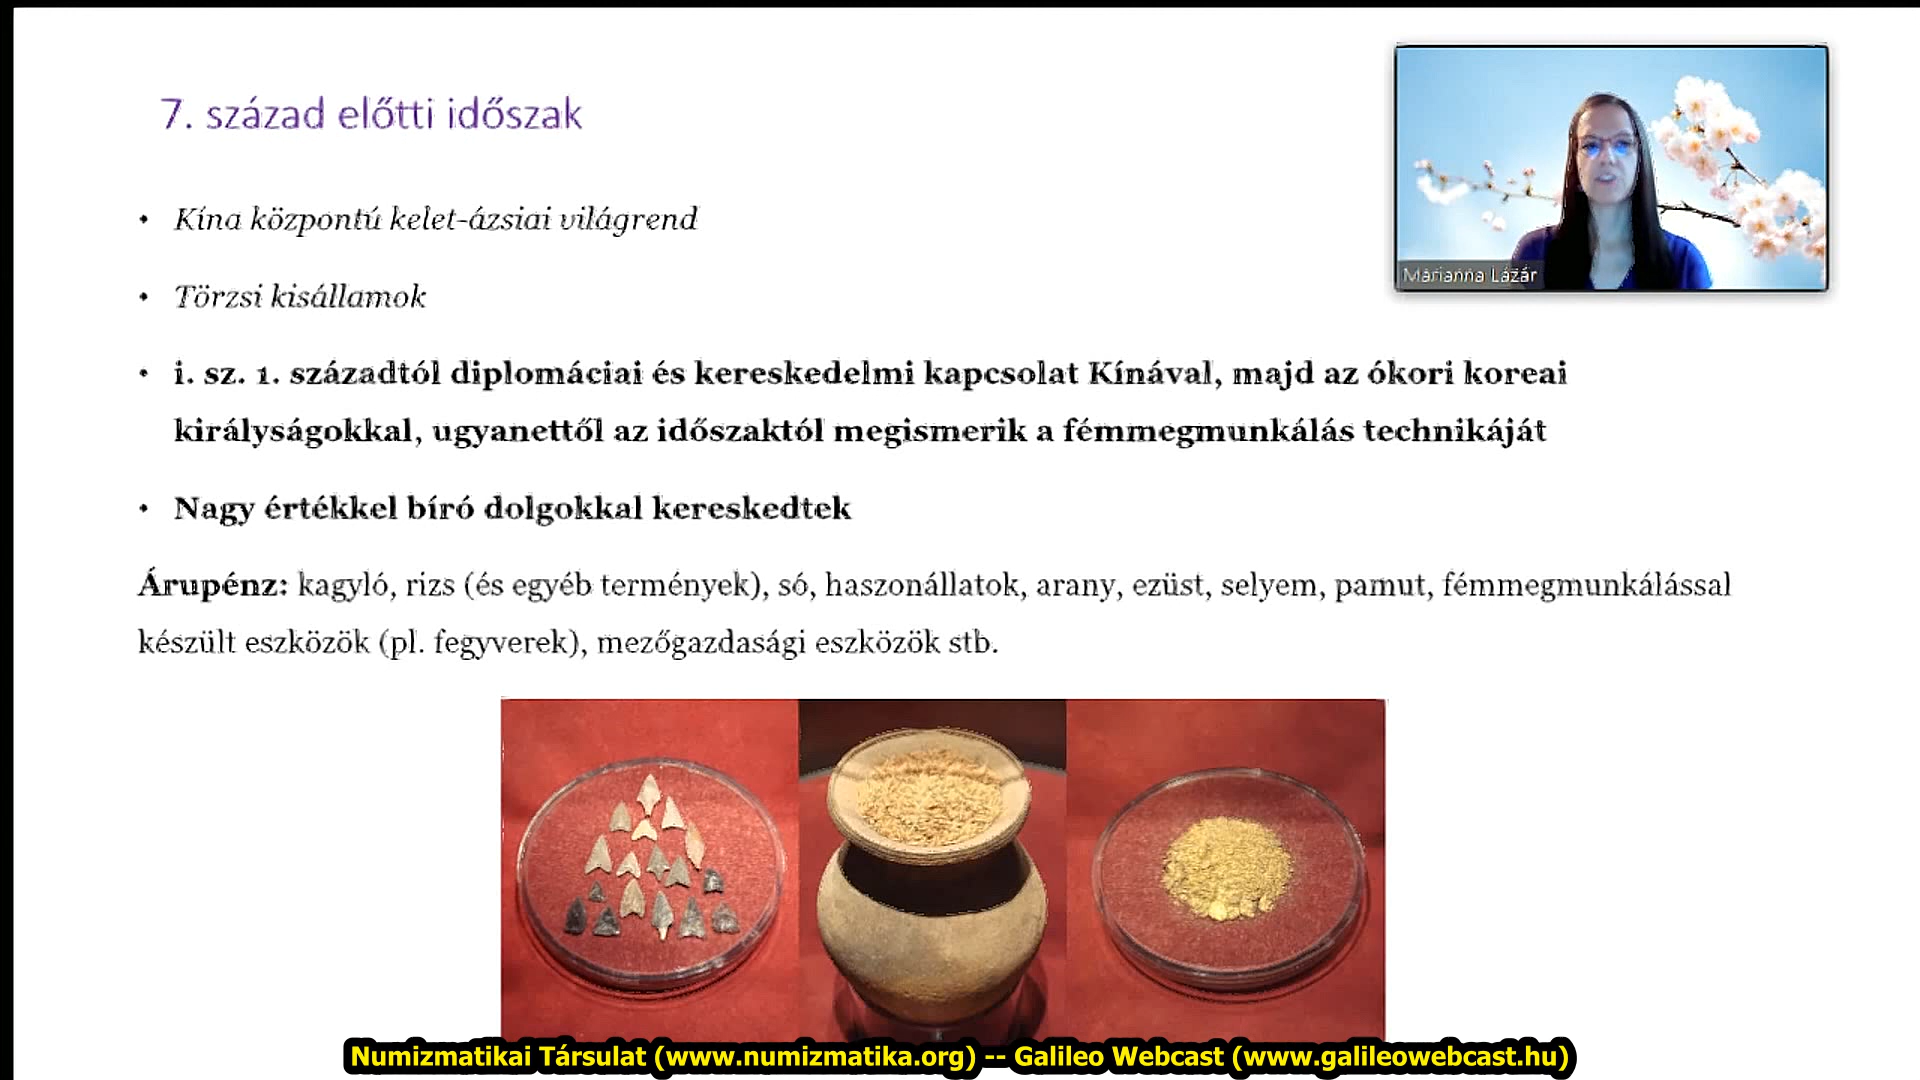 7. század előtti időszak
Marianna Lázár
• Kína központú kelet-ázsiai világrend
• Törzsi kisállamok
• i. sz. 1. századtól diplomáciai és kereskedelmi kapcsolat Kínával, majd az ókori koreai
királyságokkal, ugyanettől az időszaktól megismerik a fémmegmunkálás technikáját
• Nagy értékkel bíró dolgokkal kereskedtek
Árupénz: kagyló, rizs (és egyéb termények), só, haszonállatok, arany, ezüst, selyem, pamut, fémmegmunkálással
készült eszközök (pl. fegyverek), mezőgazdasági eszközök stb.
Numizmatikai Társulat (www.numizmatika.org) -- Galileo Webcast (www.galileowebcast.hu)